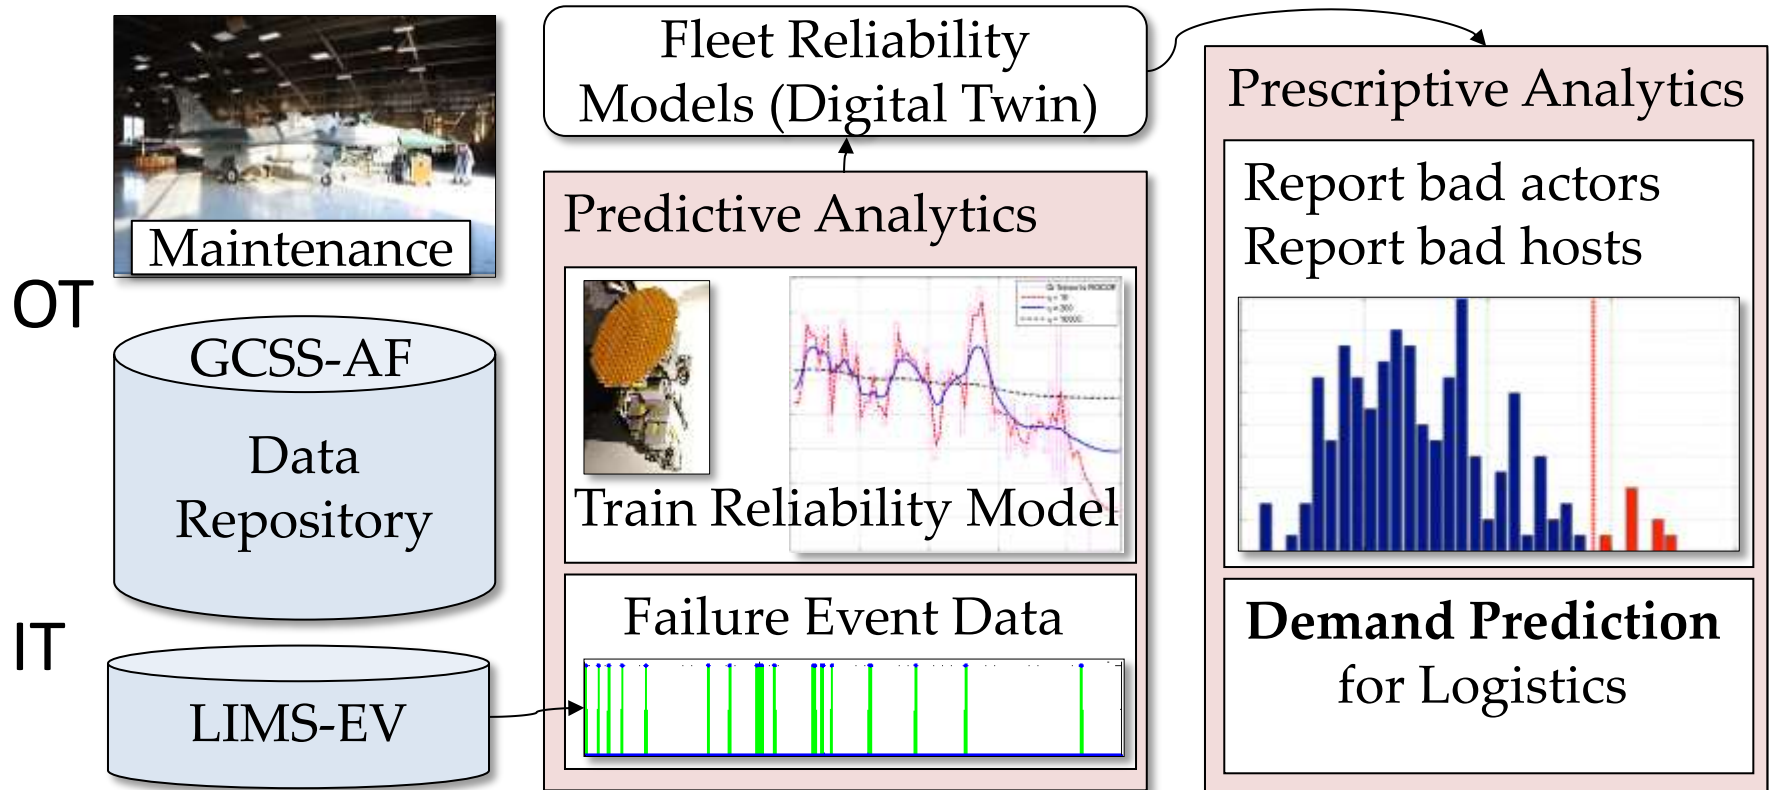 OT
IT
Maintenance
GCSS-AF
Data
Repository
LIMS-EV
Fleet Reliability
Models (Digital Twin)
Predictive Analytics
Train Reliability Model
Failure Event Data
Prescriptive Analytics
Report bad actors
Report bad hosts
Demand Prediction
for Logistics